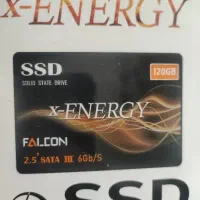 x-ENERGY
SSD
120GB
SOLID STATE DRIVE
x-ENERGY
FALCON
2.5 SATA III 6Gb/S
SSD